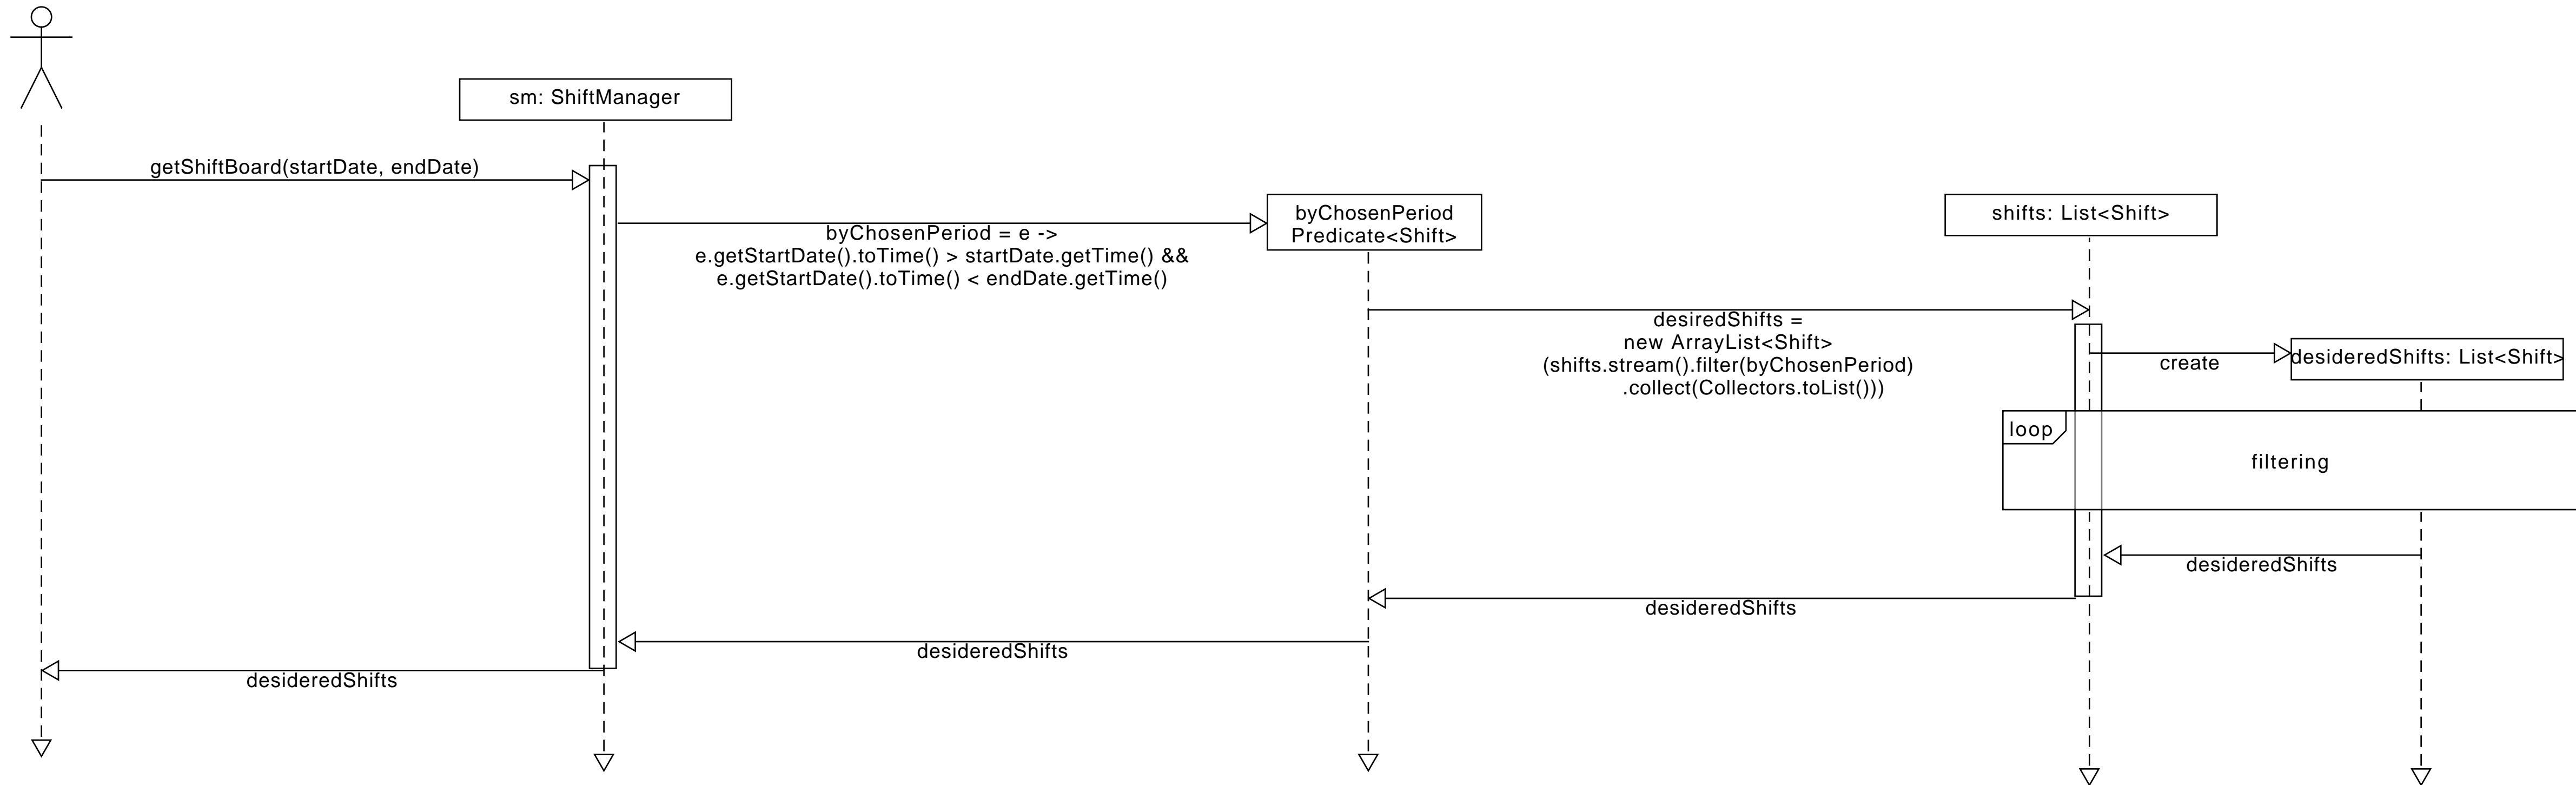 sm: ShiftManager
getShiftBoard(startDate, endDate)
byChosenPeriod
Predicate<Shift>
shifts: List<Shift>
byChosenPeriod = e ->
e.getStartDate().toTime() > startDate.getTime() &&
e.getStartDate().toTime() < endDate.getTime()
desiredShifts =
new ArrayList<Shift>
(shifts.stream().filter(byChosenPeriod)
.collect(Collectors.toList()))
create
desideredShifts: List<Shift>
loop
filtering
desideredShifts
desideredShifts
desideredShifts
desideredShifts